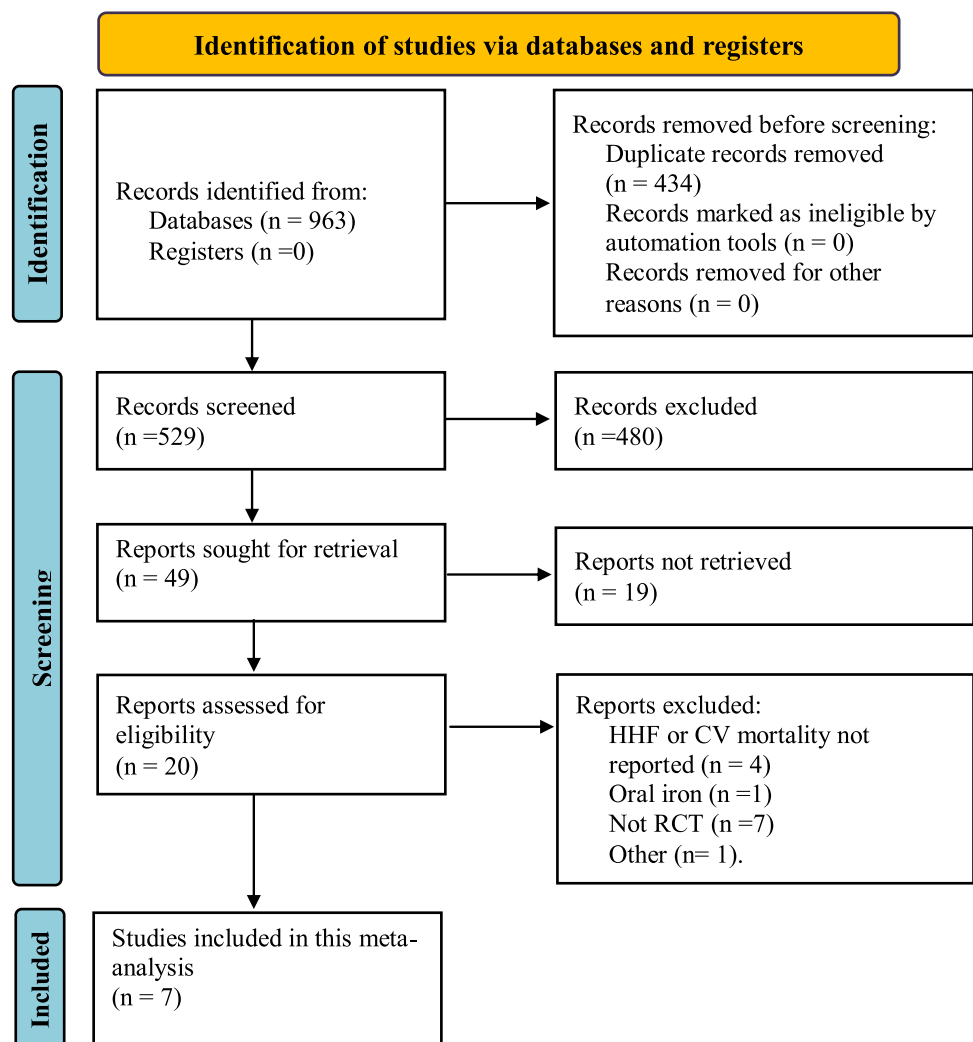 Identification of studies via databases and registers
Identification
Records identified from:
Databases (n = 963)
Registers (n =0)
Records removed before screening:
Duplicate records removed
(n = 434)
Records marked as ineligible by
automation tools (n = 0)
Records removed for other
reasons (n = 0)
Screening
Records screened
(n =529)
Records excluded
(n =480)
Reports sought for retrieval
(n = 49)
Reports not retrieved
(n = 19)
Reports assessed for
eligibility
(n = 20)
Reports excluded:
HHF or CV mortality not
reported (n = 4)
Oral iron (n =1)
Not RCT (n =7)
Other (n= 1).
Included
Studies included in this meta-
analysis
(n = 7)